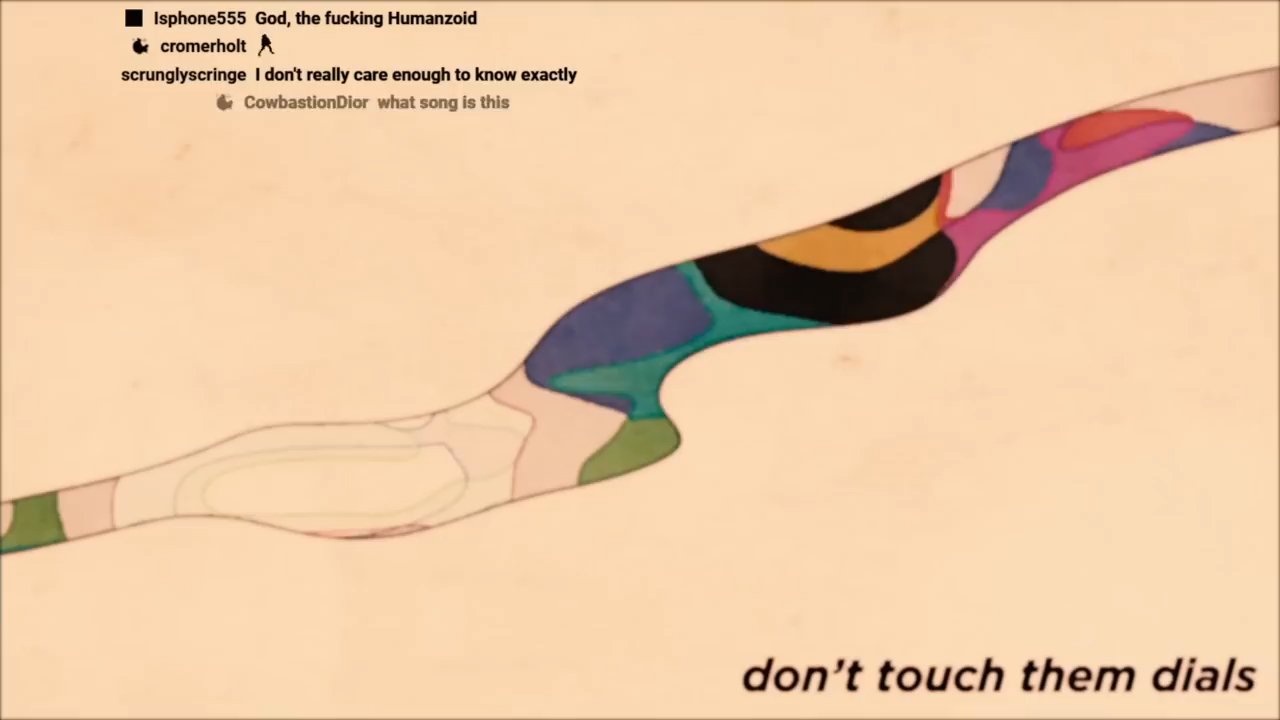 Isphone555 God, the fucking Humanzoid
cromerholt
scrunglyscringe I don't really care enough to know exactly
CowbastionDior what song is this
don't touch them dials